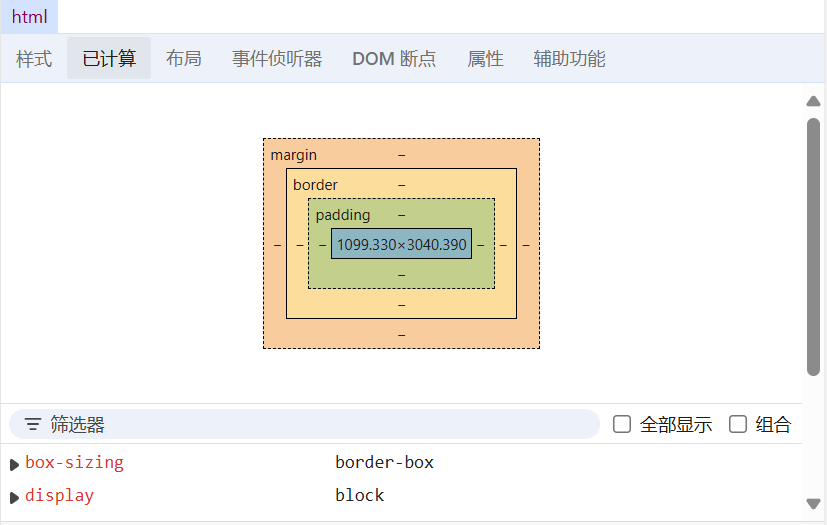 html
样式 已计算 布局 事件侦听器 DOM 断点 属性 辅助功能
margin –
border –
padding –
– – – 1099.330×3040.390 – – –
–
–
–
筛选器 全部显示 组合
box-sizing border-box
display block